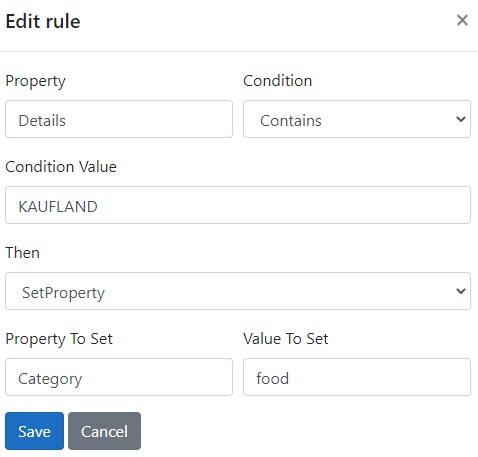 Edit rule ×
Property Condition
Details Contains
Condition Value
KAUFLAND
Then
SetProperty
Property To Set Value To Set
Category food
Save Cancel